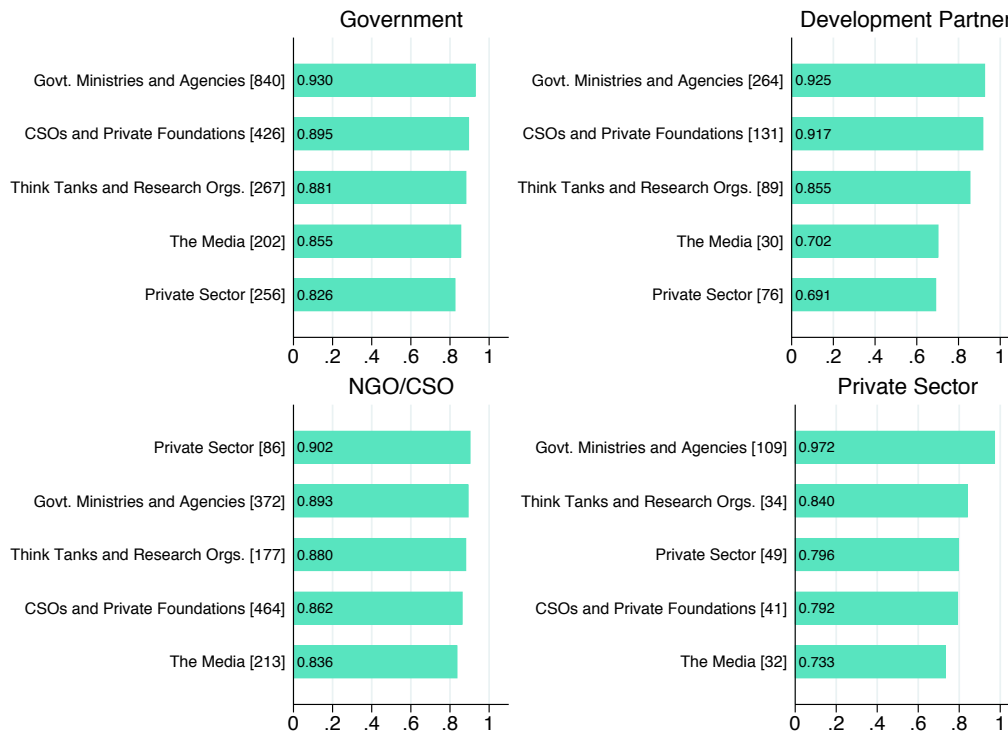 Government
Govt. Ministries and Agencies [840] 0.930
CSOs and Private Foundations [426] 0.895
Think Tanks and Research Orgs. [267] 0.881
The Media [202] 0.855
Private Sector [256] 0.826
0 .2 .4 .6 .8 1
Development Partner
Govt. Ministries and Agencies [264] 0.925
CSOs and Private Foundations [131] 0.917
Think Tanks and Research Orgs. [89] 0.855
The Media [30] 0.702
Private Sector [76] 0.691
0 .2 .4 .6 .8 1
NGO/CSO
Private Sector [86] 0.902
Govt. Ministries and Agencies [372] 0.893
Think Tanks and Research Orgs. [177] 0.880
CSOs and Private Foundations [464] 0.862
The Media [213] 0.836
0 .2 .4 .6 .8 1
Private Sector
Govt. Ministries and Agencies [109] 0.972
Think Tanks and Research Orgs. [34] 0.840
Private Sector [49] 0.796
CSOs and Private Foundations [41] 0.792
The Media [32] 0.733
0 .2 .4 .6 .8 1